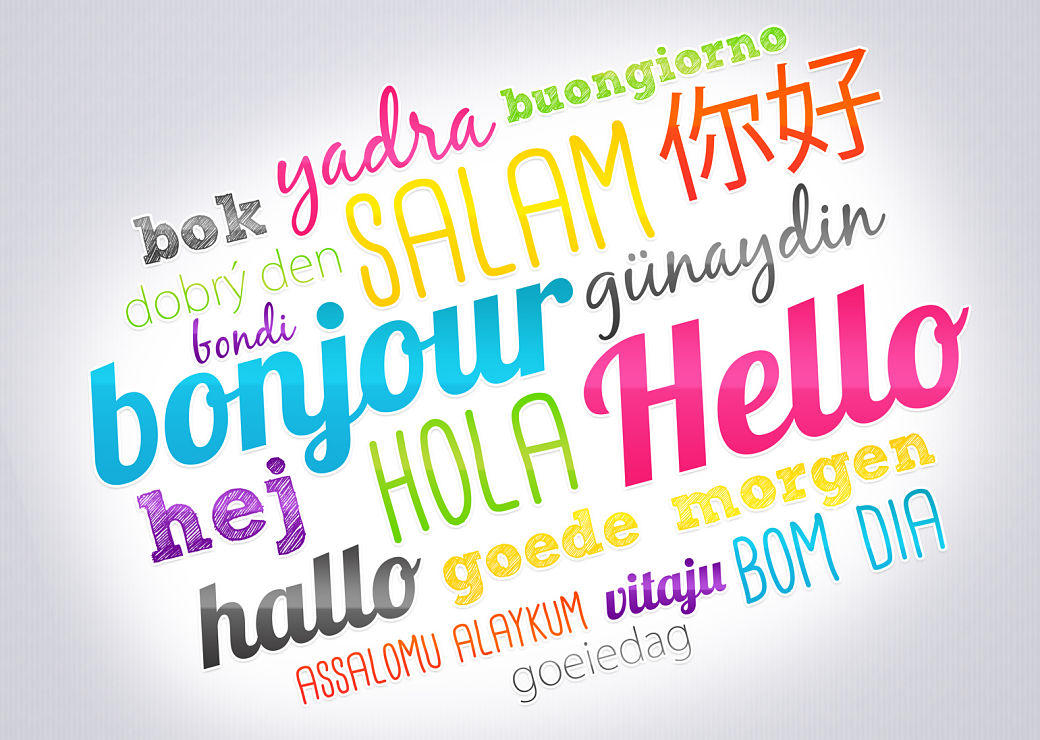 buongiorno
你好
yadra
SALAM
bok
günaydin
dobrý den
bondi
bonjour
Hello
HOLA
hej
goede morgen
hallo
BOM DIA
vitaju
ASSALOMU ALAYKUM
goeiedag